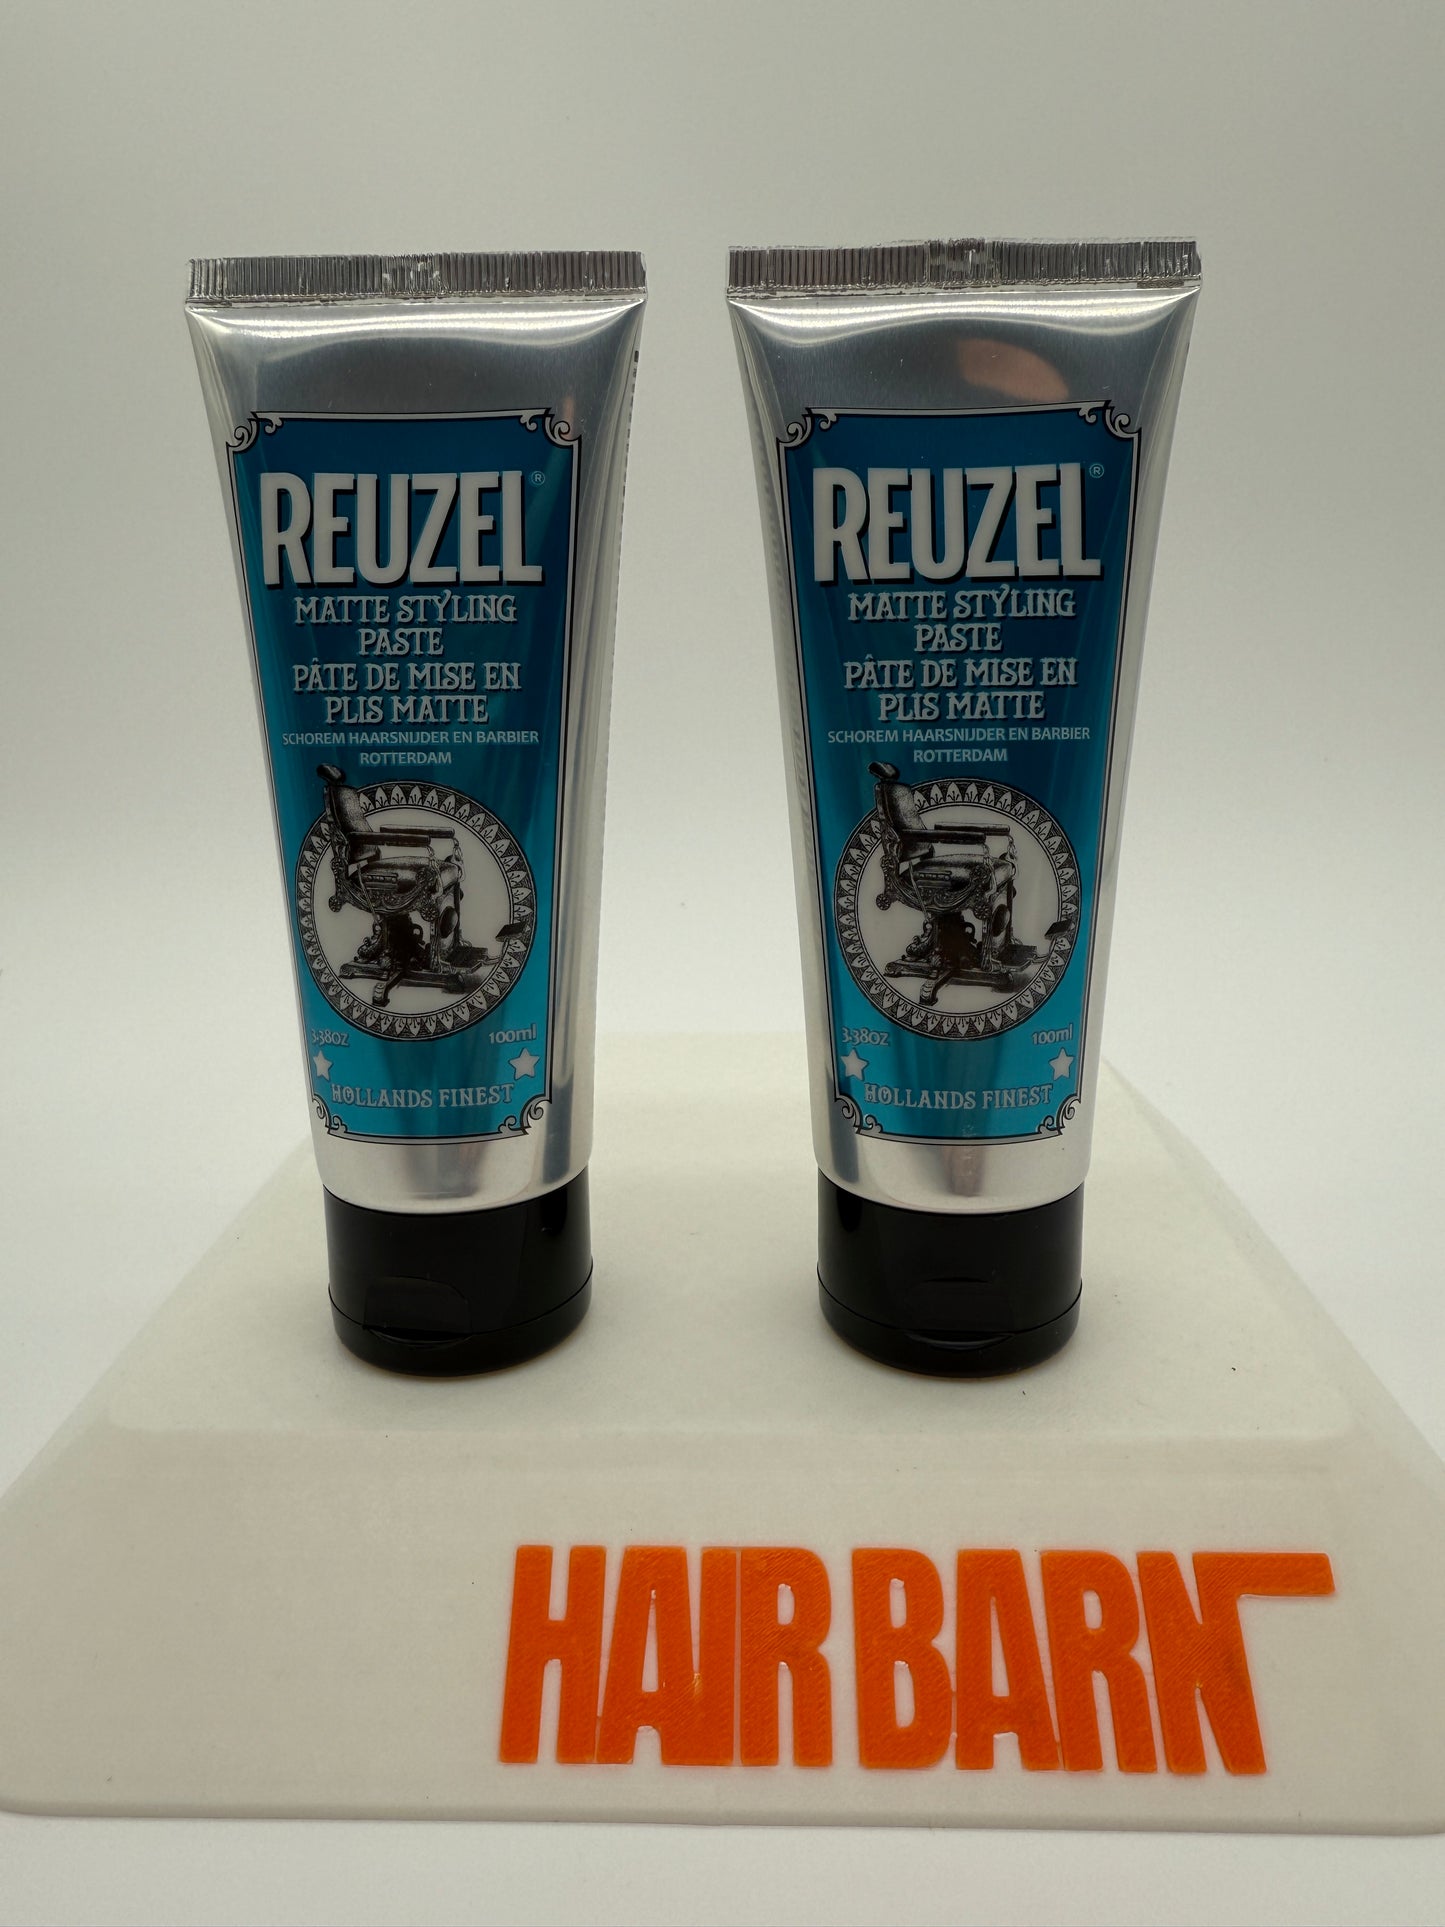 REUZEL®
MATTE STYLING
PASTE
PÂTE DE MISE EN
PLIS MATTE
SCHOREM HAARSNIJDER EN BARBIER
ROTTERDAM
3.38OZ 100ml
HOLLANDS FINEST
REUZEL®
MATTE STYLING
PASTE
PÂTE DE MISE EN
PLIS MATTE
SCHOREM HAARSNIJDER EN BARBIER
ROTTERDAM
3.38OZ 100ml
HOLLANDS FINEST
HAIR BARN